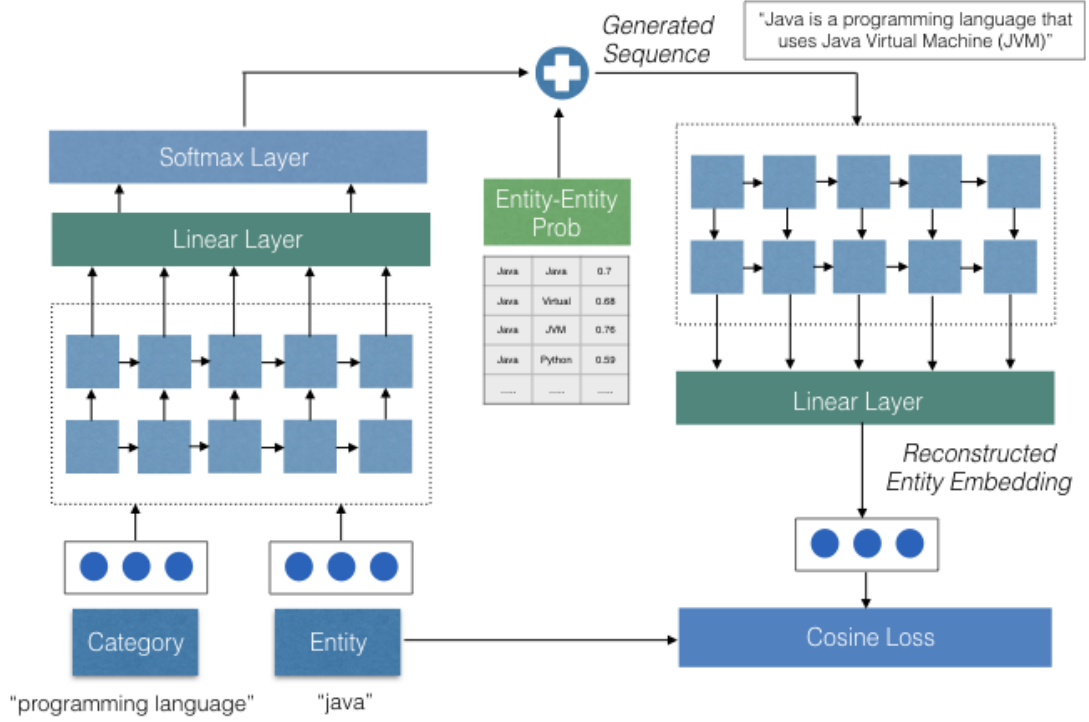 Generated
Sequence
“Java is a programming language that
uses Java Virtual Machine (JVM)”
Softmax Layer
Linear Layer
Entity-Entity
Prob
Java Java 0.7
Java Virtual 0.68
Java JVM 0.76
Java Python 0.59
...... ...... ......
Linear Layer
Reconstructed
Entity Embedding
Category
Entity
Cosine Loss
“programming language”
“java”